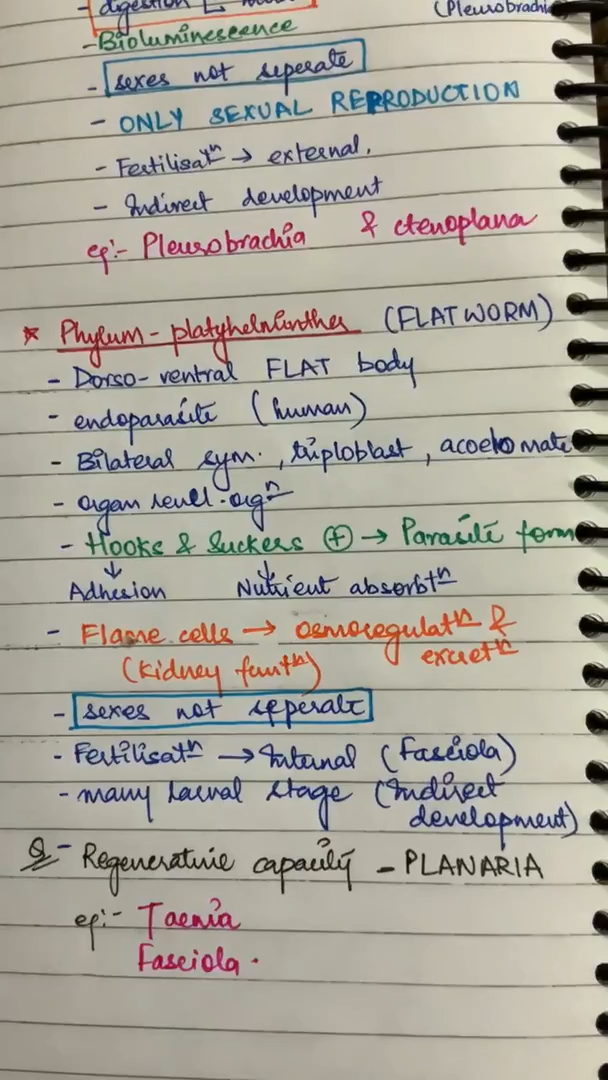 - digestion
(Pleurobrachia
-Bioluminescence
- sexes not seperate
- ONLY SEXUAL REPRODUCTION
- Fertilisatⁿ → external.
- Indirect development
eg:- Pleurobrachia & ctenoplana
* Phylum - platyhelminthes (FLATWORM)
- Dorso-ventral FLAT body
- endoparasite (human)
- Bilateral sym., triploblast, acoelomate
- organ level.orgⁿ
- Hooks & Suckers ⊕ → Parasite form
↓ ↓
Adhesion Nutrient absorbtⁿ
- Flame cells → osmoregulatⁿ &
excretⁿ
(kidney functⁿ)
- sexes not seperate
- Fertilisatⁿ → Internal (Fasciola)
- many larval stage (Indirect
development)
Q - Regenerative capacity - PLANARIA
eg:- Taenia
Fasciola.